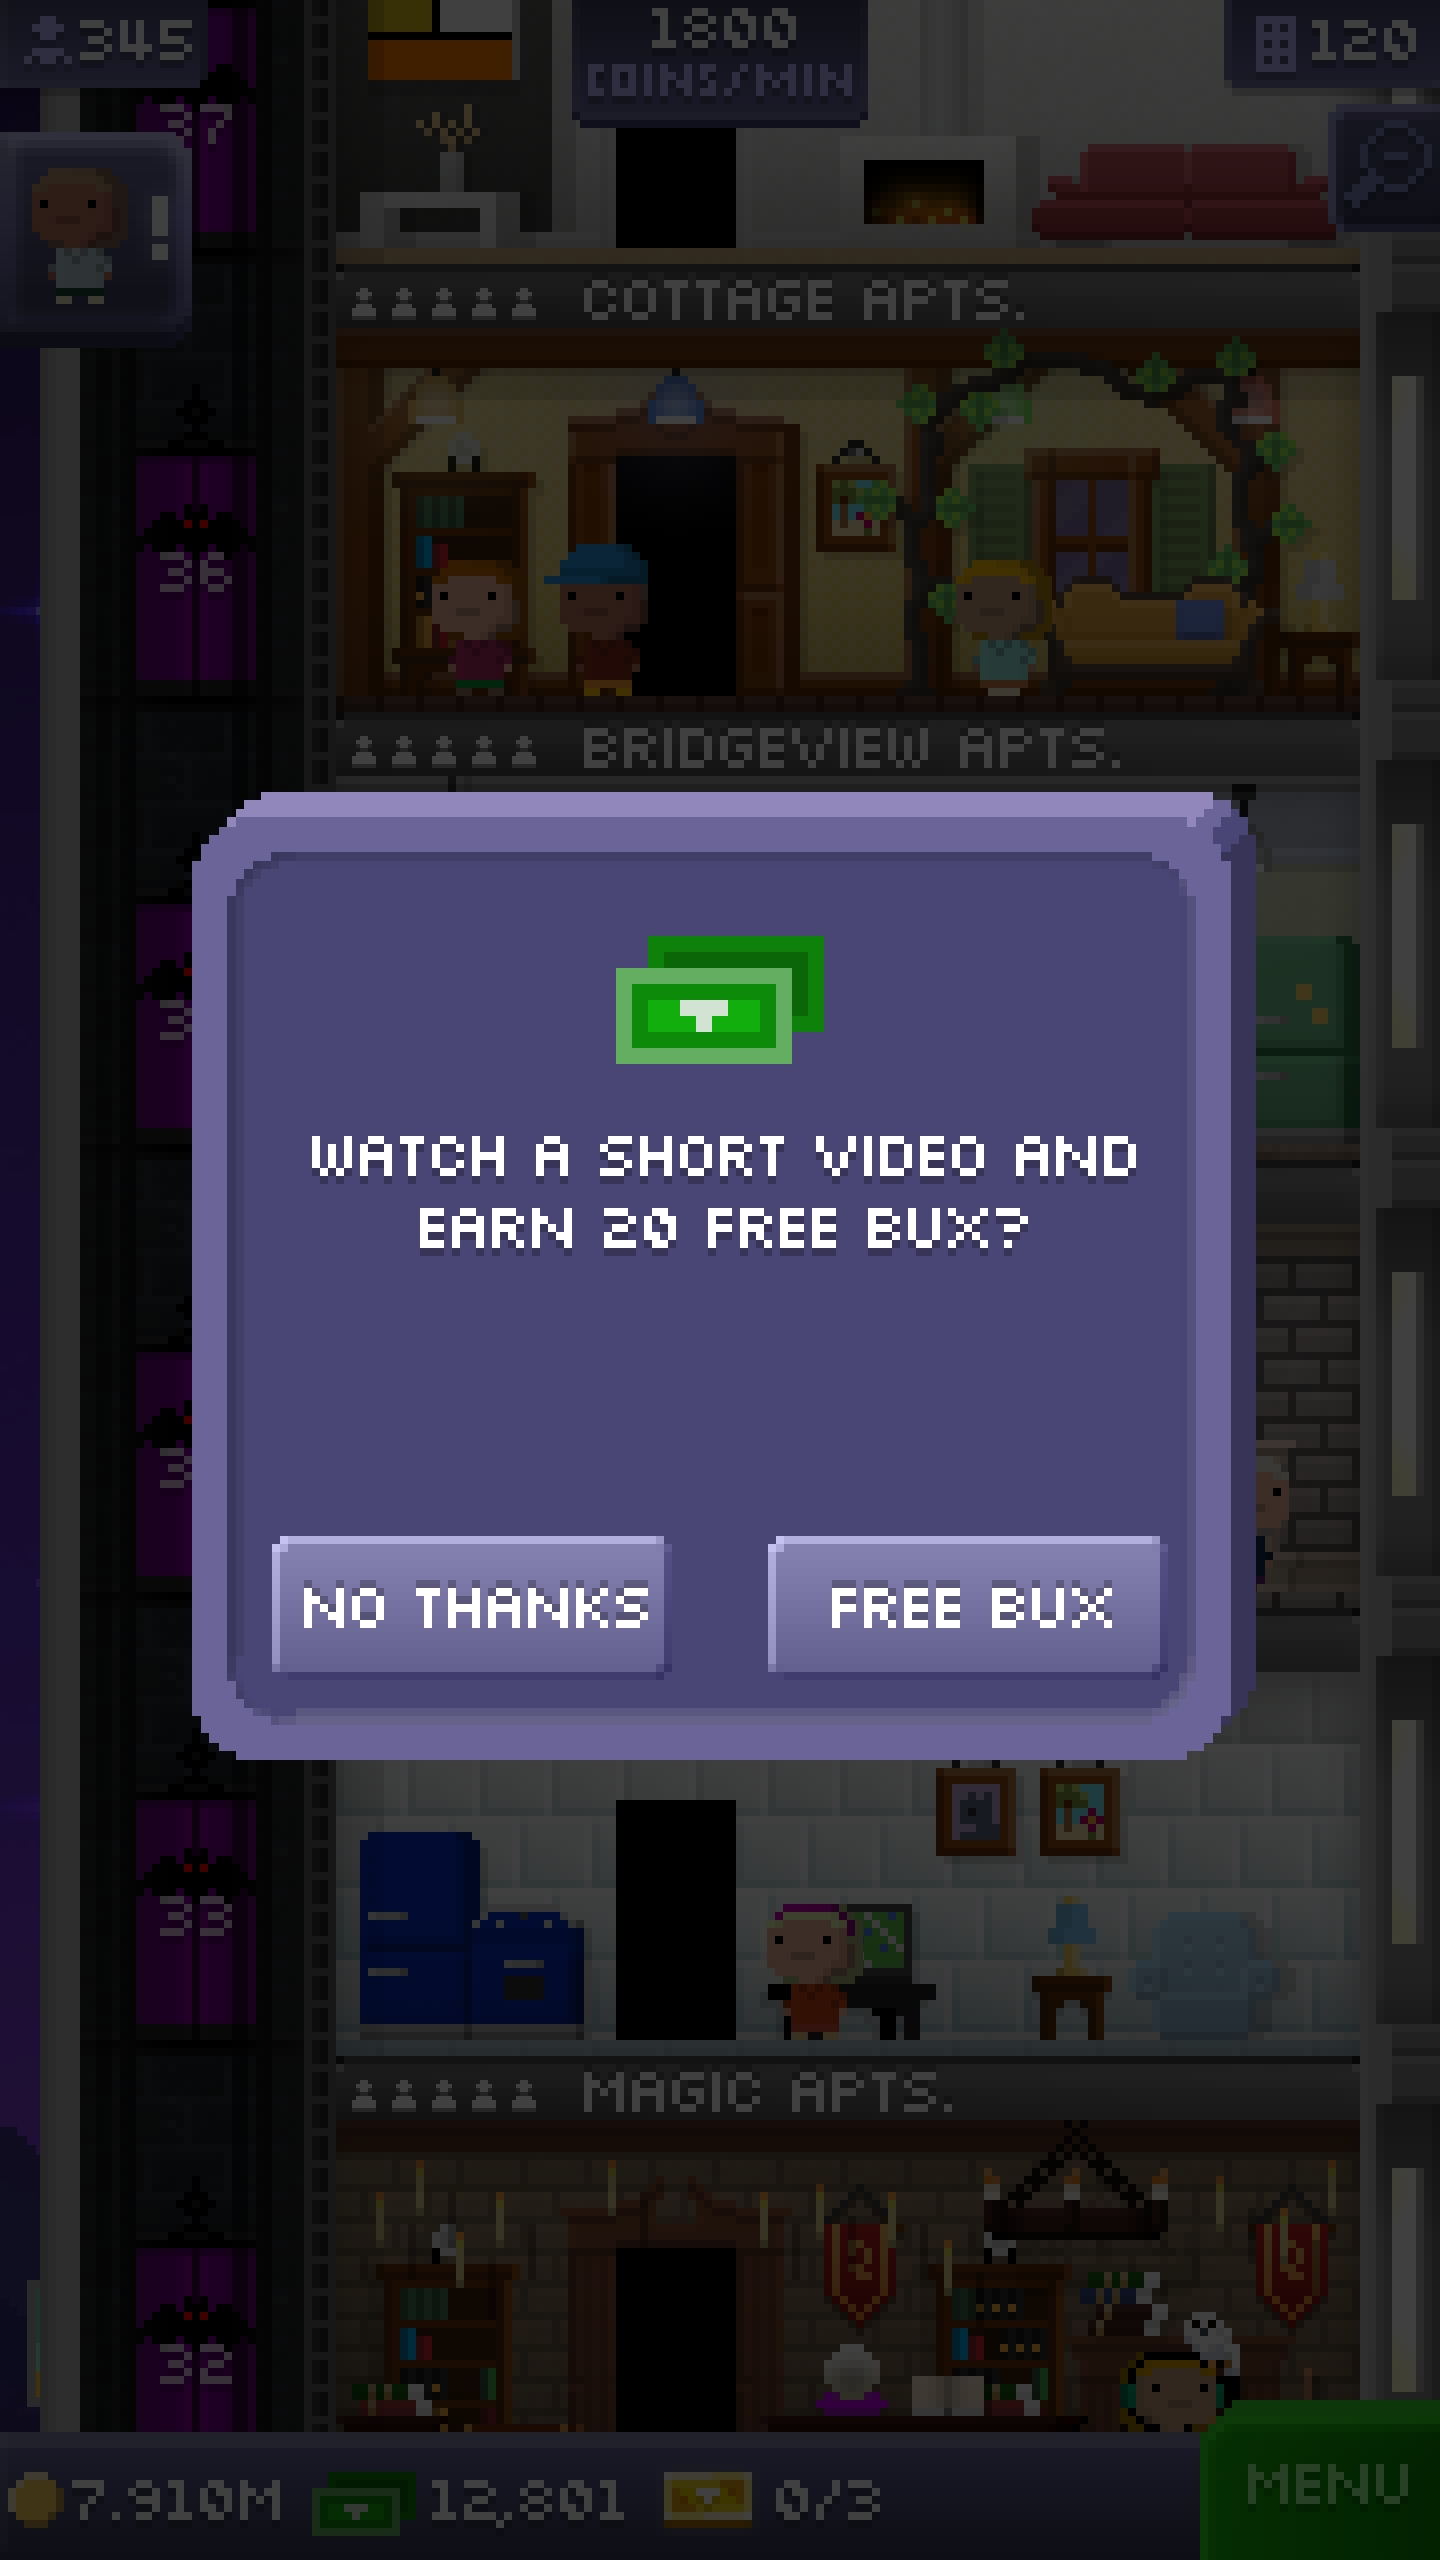 345
1800
COINS/MIN
120
37
COTTAGE APTS.
36
BRIDGEVIEW APTS.
WATCH A SHORT VIDEO AND
EARN 20 FREE BUX?
NO THANKS
FREE BUX
33
MAGIC APTS.
32
7.910M
12,801
0/3
MENU